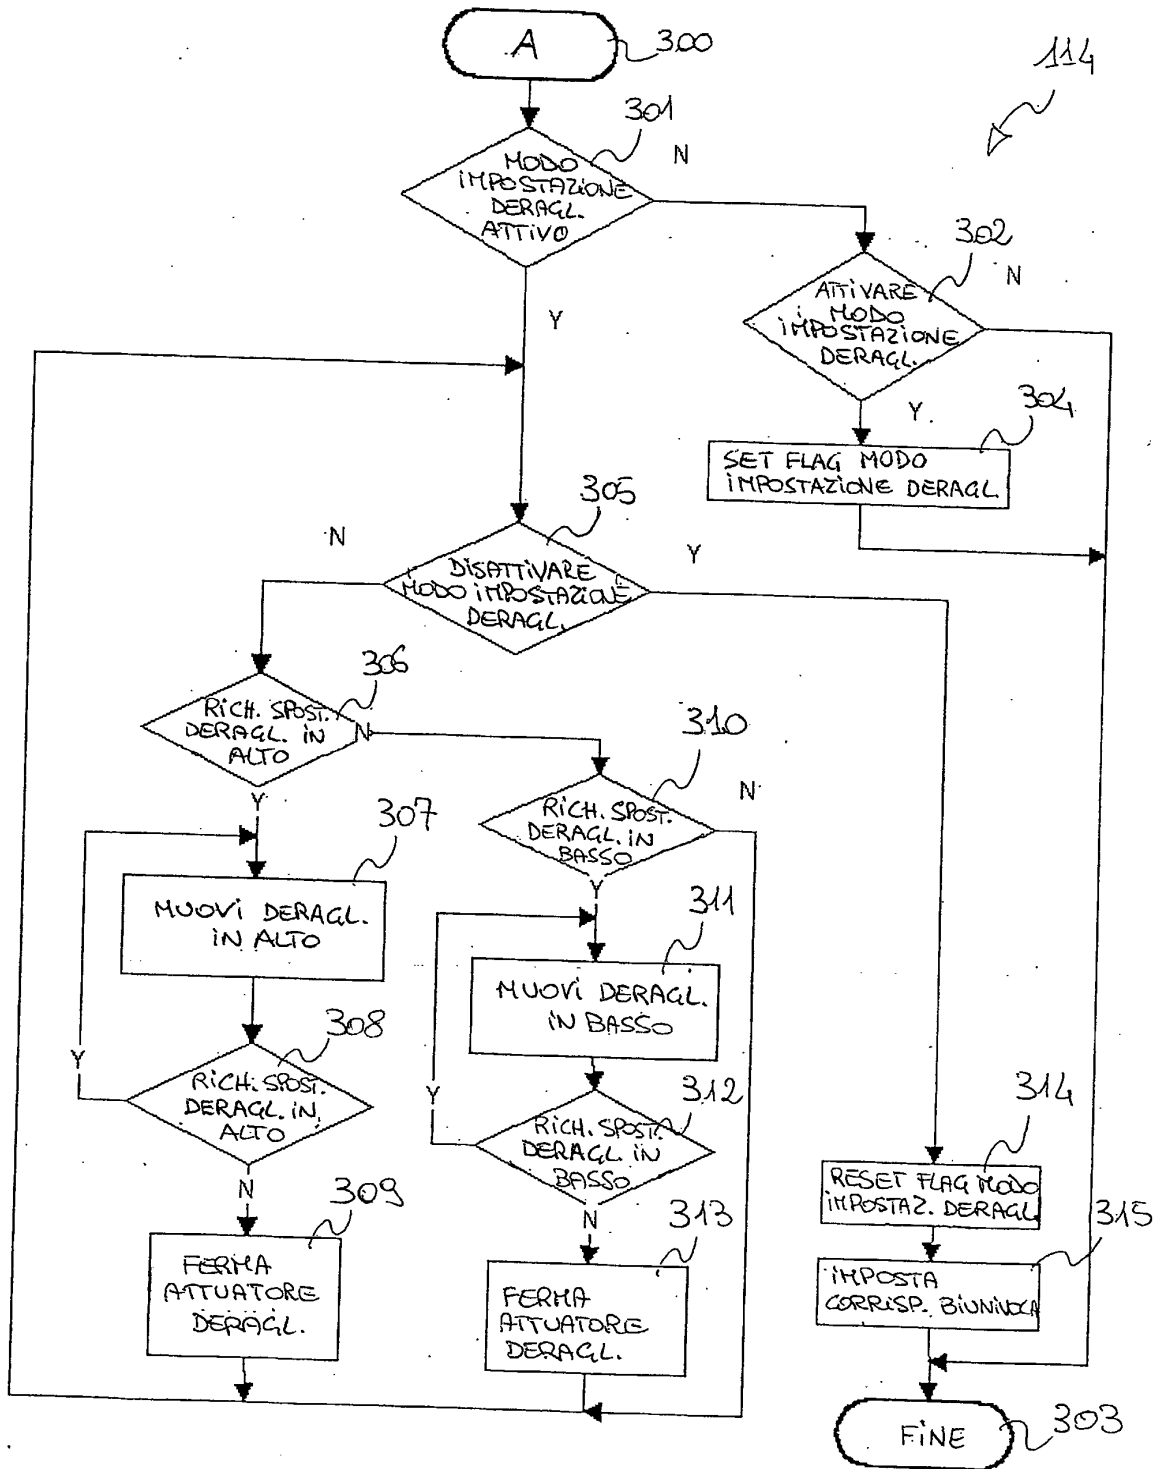 A
300
114
301
MODO
IMPOSTAZIONE
DERAGL.
ATTIVO
N
302
N
ATTIVARE
MODO
IMPOSTAZIONE
DERAGL.
Y
Y.
304
SET FLAG MODO
IMPOSTAZIONE DERAGL
305
N
Y
DISATTIVARE
MODO IMPOSTAZIONE
DERAGL.
306
RICH. SPOST.
DERAGL. IN
ALTO
N
310
N
RICH. SPOST.
DERAGL. IN
BASSO
Y
307
Y
MUOVI DERAGL.
IN ALTO
311
MUOVI DERAGL.
IN BASSO
308
Y
RICH. SPOST.
DERAGL. IN
ALTO
312
Y
RICH. SPOST.
DERAGL. IN
BASSO
314
RESET FLAG MODO
IMPOSTAZ. DERAGL
N
309
N
313
315
FERMA
ATTUATORE
DERAGL.
FERMA
ATTUATORE
DERAGL.
IMPOSTA
CORRISP. BIUNIVOCA
FINE
303